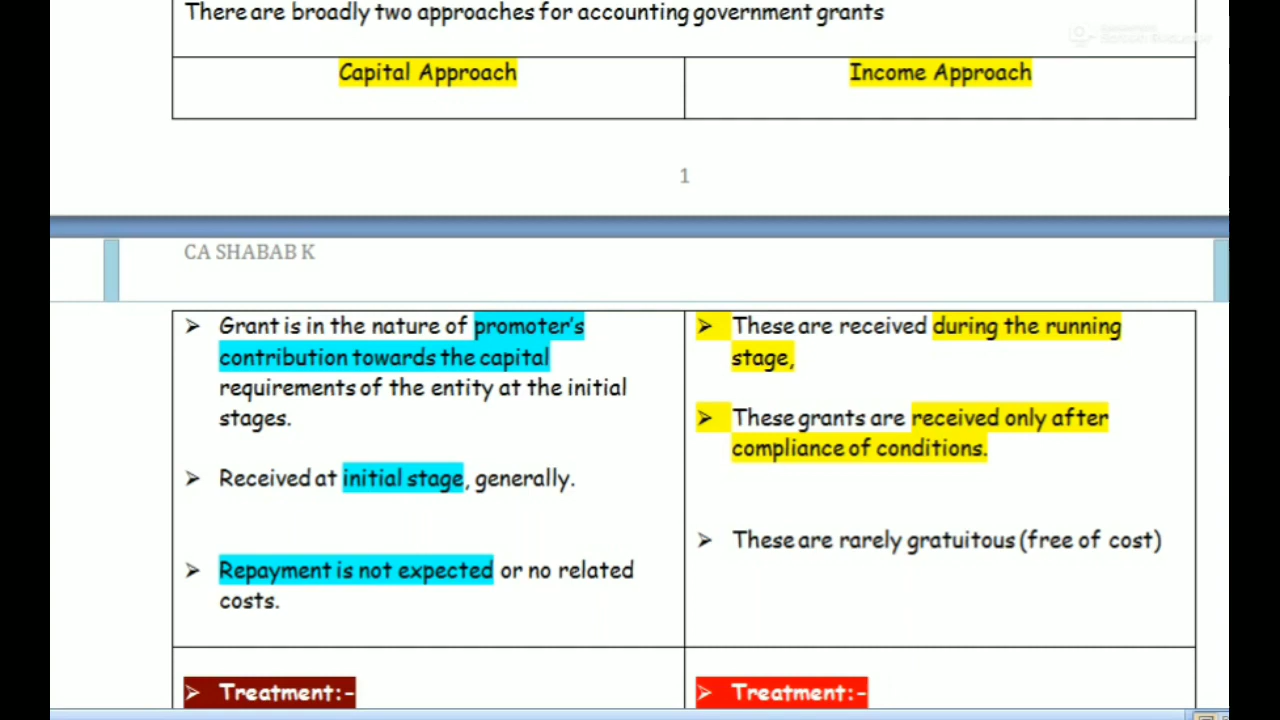 There are broadly two approaches for accounting government grants
Capital Approach
Income Approach
1
CA SHABAB K
➢ Grant is in the nature of promoter's
contribution towards the capital
requirements of the entity at the initial
stages.
➢ Received at initial stage, generally.
➢ Repayment is not expected or no related
costs.
➢ These are received during the running
stage,
➢ These grants are received only after
compliance of conditions.
➢ These are rarely gratuitous (free of cost)
➢ Treatment:-
➢ Treatment:-